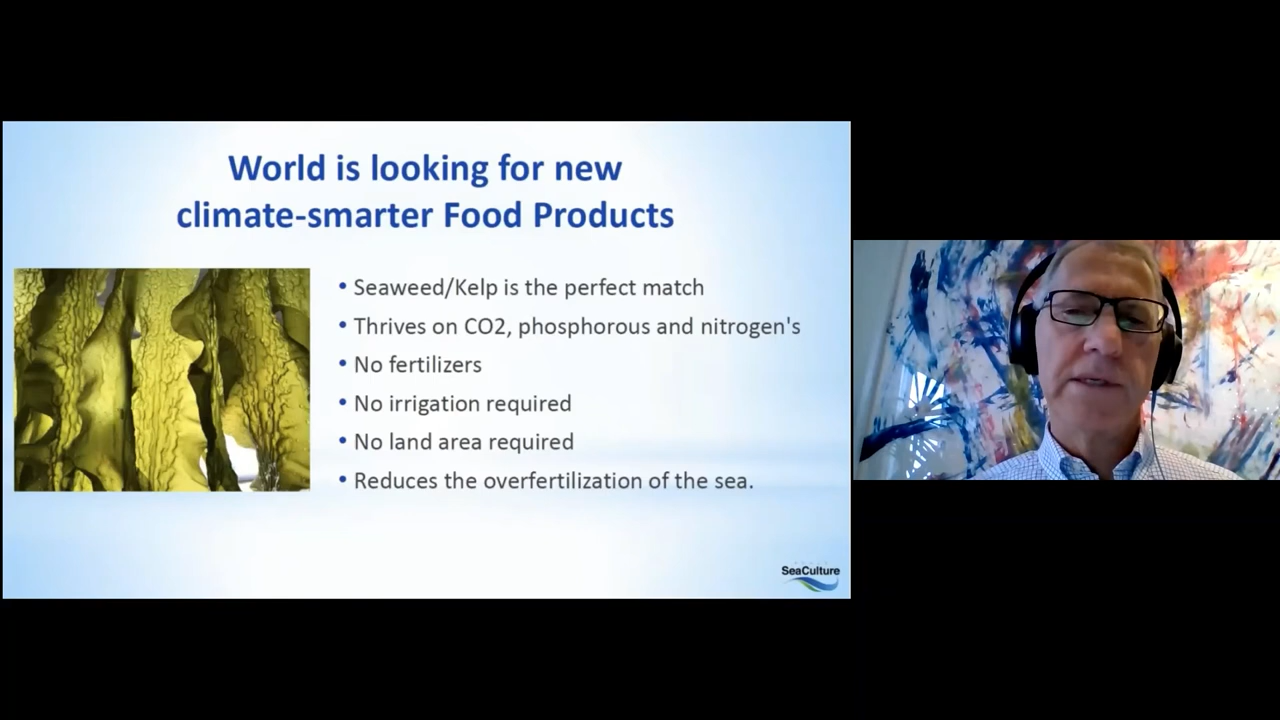 World is looking for new
climate-smarter Food Products
• Seaweed/Kelp is the perfect match
• Thrives on CO2, phosphorous and nitrogen's
• No fertilizers
• No irrigation required
• No land area required
• Reduces the overfertilization of the sea.
SeaCulture